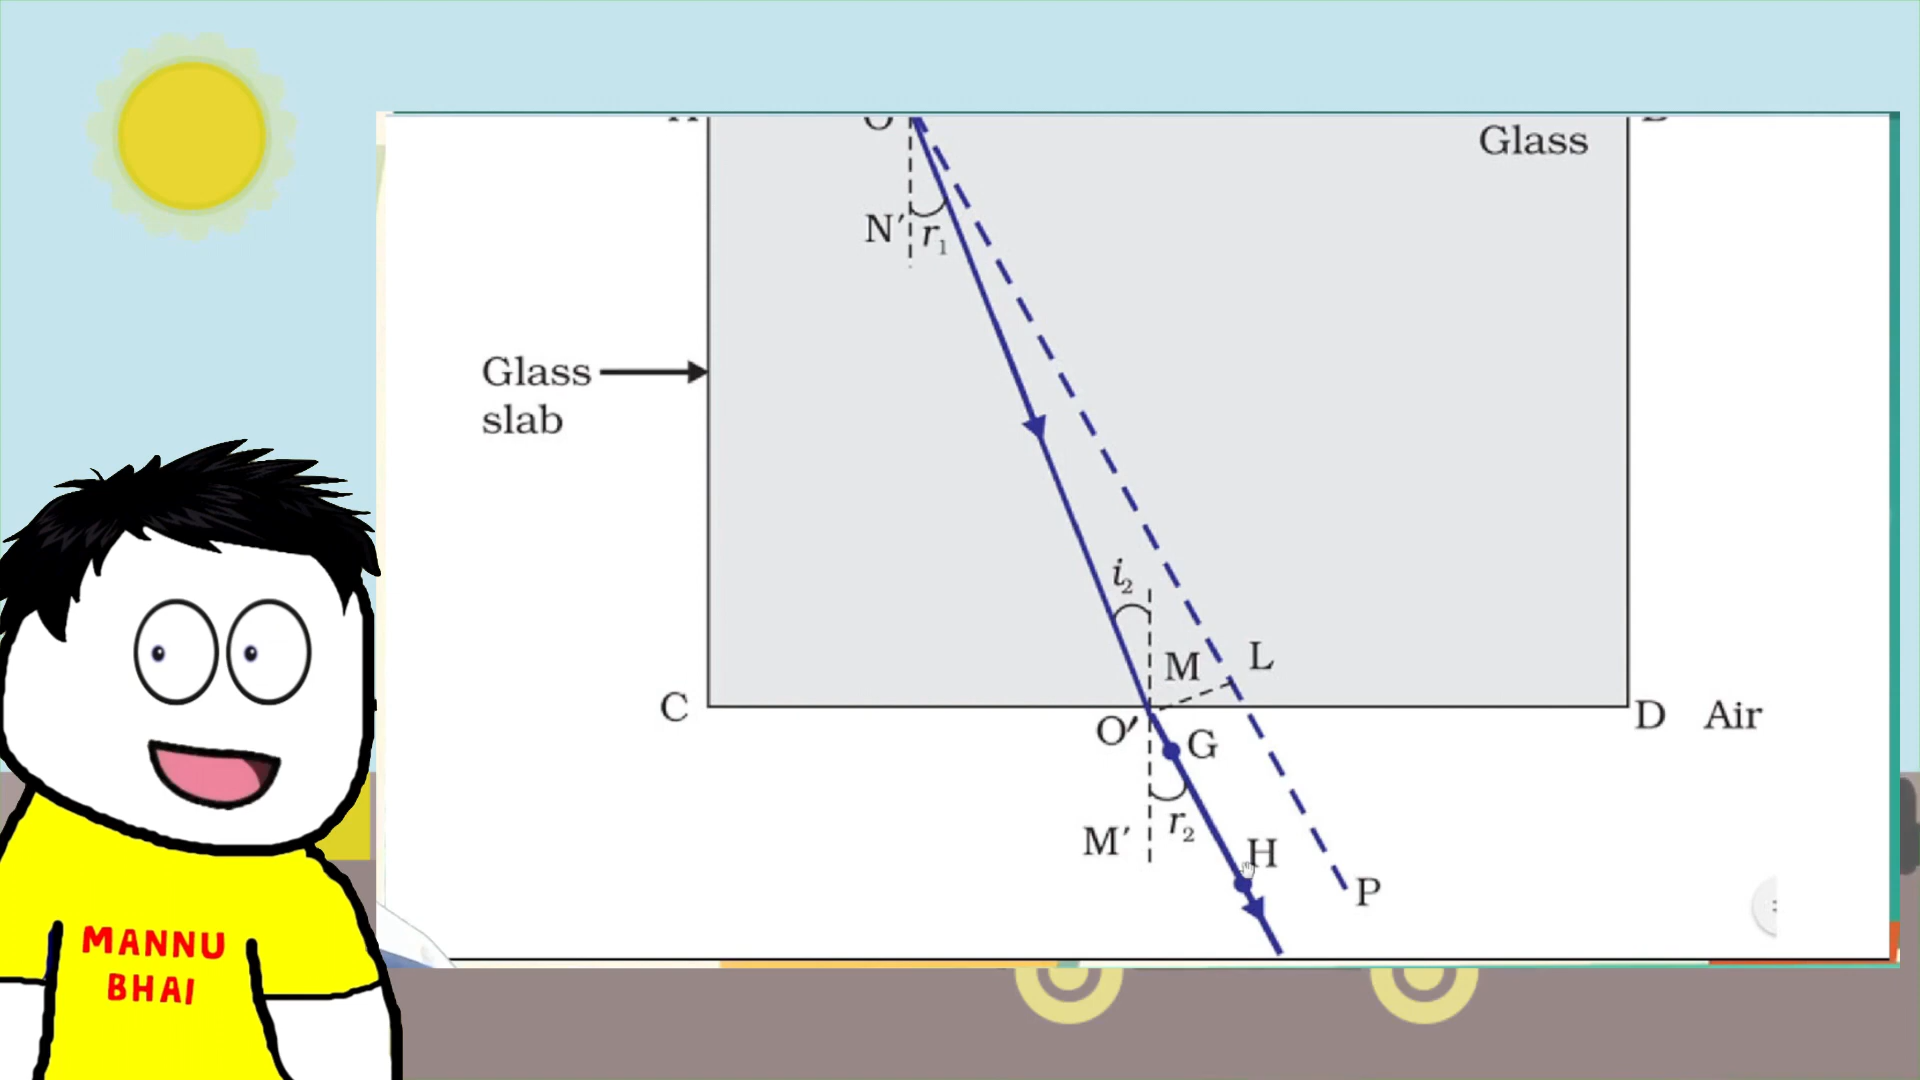 Glass
N′
r₁
Glass
slab
i₂
M
L
C
D
Air
O′
G
r₂
M′
H
P
MANNU
BHAI